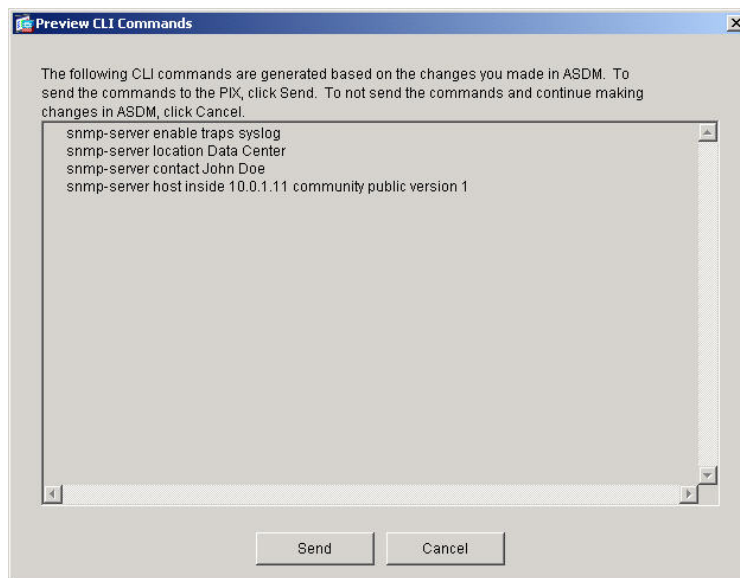 Preview CLI Commands
The following CLI commands are generated based on the changes you made in ASDM. To
send the commands to the PIX, click Send. To not send the commands and continue making
changes in ASDM, click Cancel.
snmp-server enable traps syslog
snmp-server location Data Center
snmp-server contact John Doe
snmp-server host inside 10.0.1.11 community public version 1
Send
Cancel